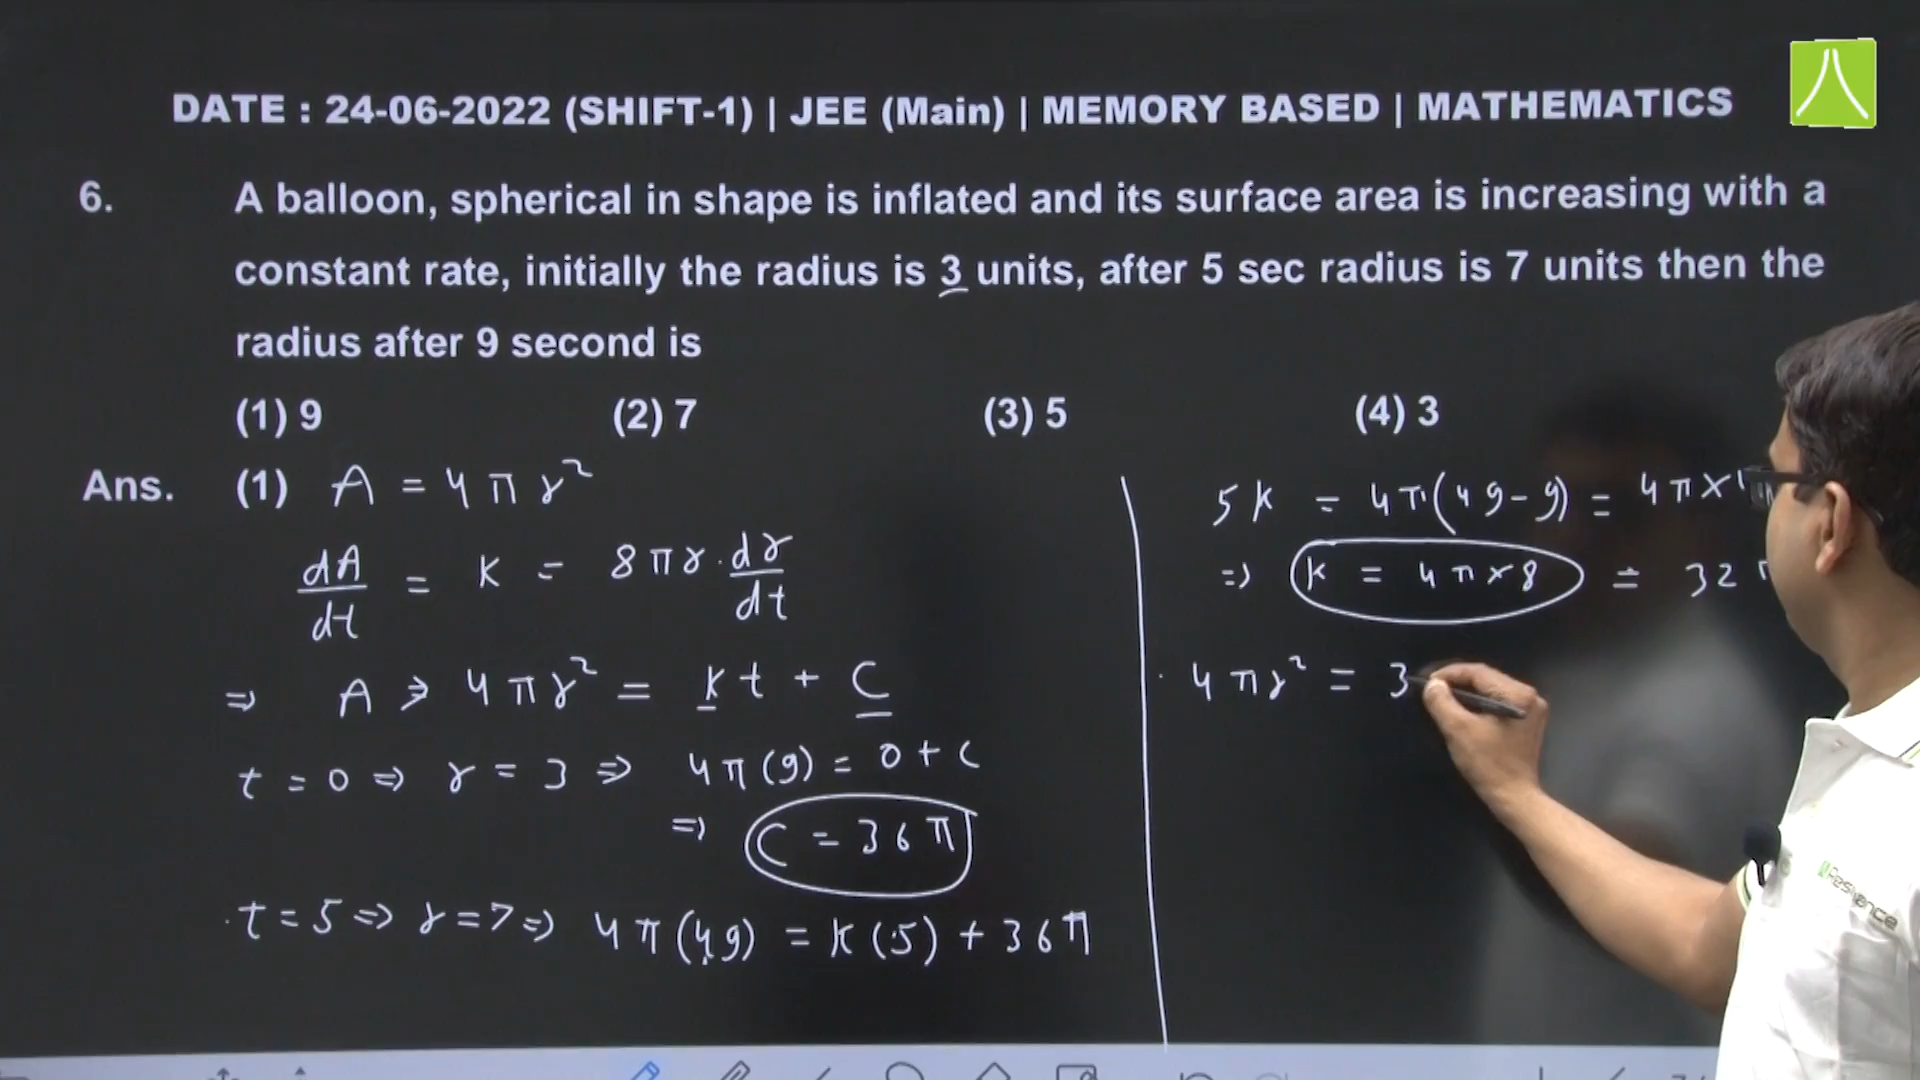 DATE : 24-06-2022 (SHIFT-1) | JEE (Main) | MEMORY BASED | MATHEMATICS
6. A balloon, spherical in shape is inflated and its surface area is increasing with a
constant rate, initially the radius is 3 units, after 5 sec radius is 7 units then the
radius after 9 second is
(1) 9 (2) 7 (3) 5 (4) 3
Ans. (1) A = 4πr²
dA/dt = K = 8πr · dr/dt
⇒ A ⇒ 4πr² = kt + C
t = 0 ⇒ r = 3 ⇒ 4π(9) = 0 + C
⇒ C = 36π
t = 5 ⇒ r = 7 ⇒ 4π(49) = K(5) + 36π
5K = 4π(49-9) = 4π×
⇒ K = 4π×8 = 32
4πr² = 3
Resonance